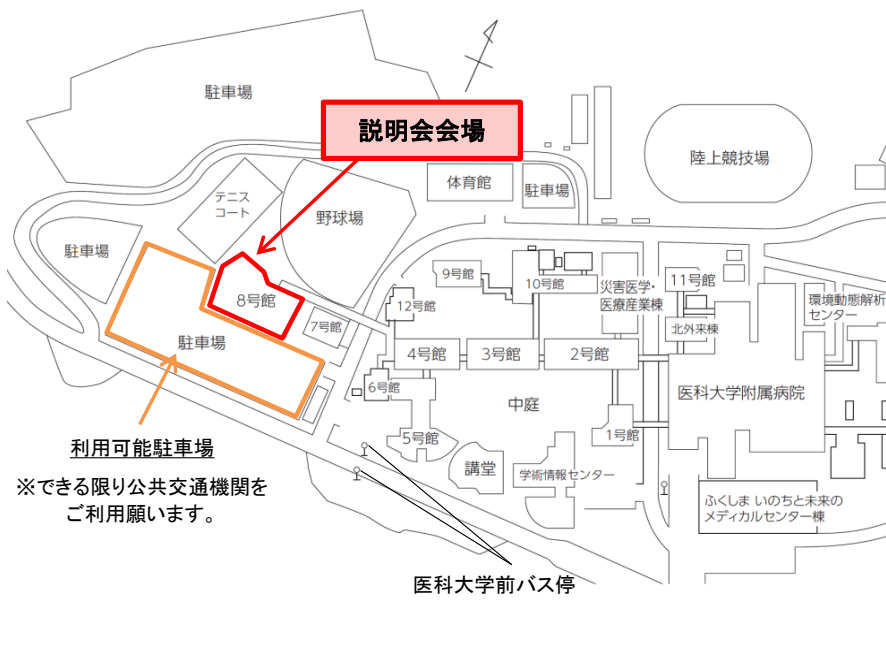 駐車場
説明会会場
陸上競技場
体育館
駐車場
テニス
コート
野球場
駐車場
9号館
10号館
災害医学・
医療産業棟
11号館
8号館
12号館
環境動態解析
センター
7号館
北外来棟
駐車場
4号館
3号館
2号館
6号館
医科大学附属病院
中庭
利用可能駐車場
5号館
1号館
講堂
学術情報センター
※できる限り公共交通機関を
ご利用願います。
ふくしま いのちと未来の
メディカルセンター棟
医科大学前バス停